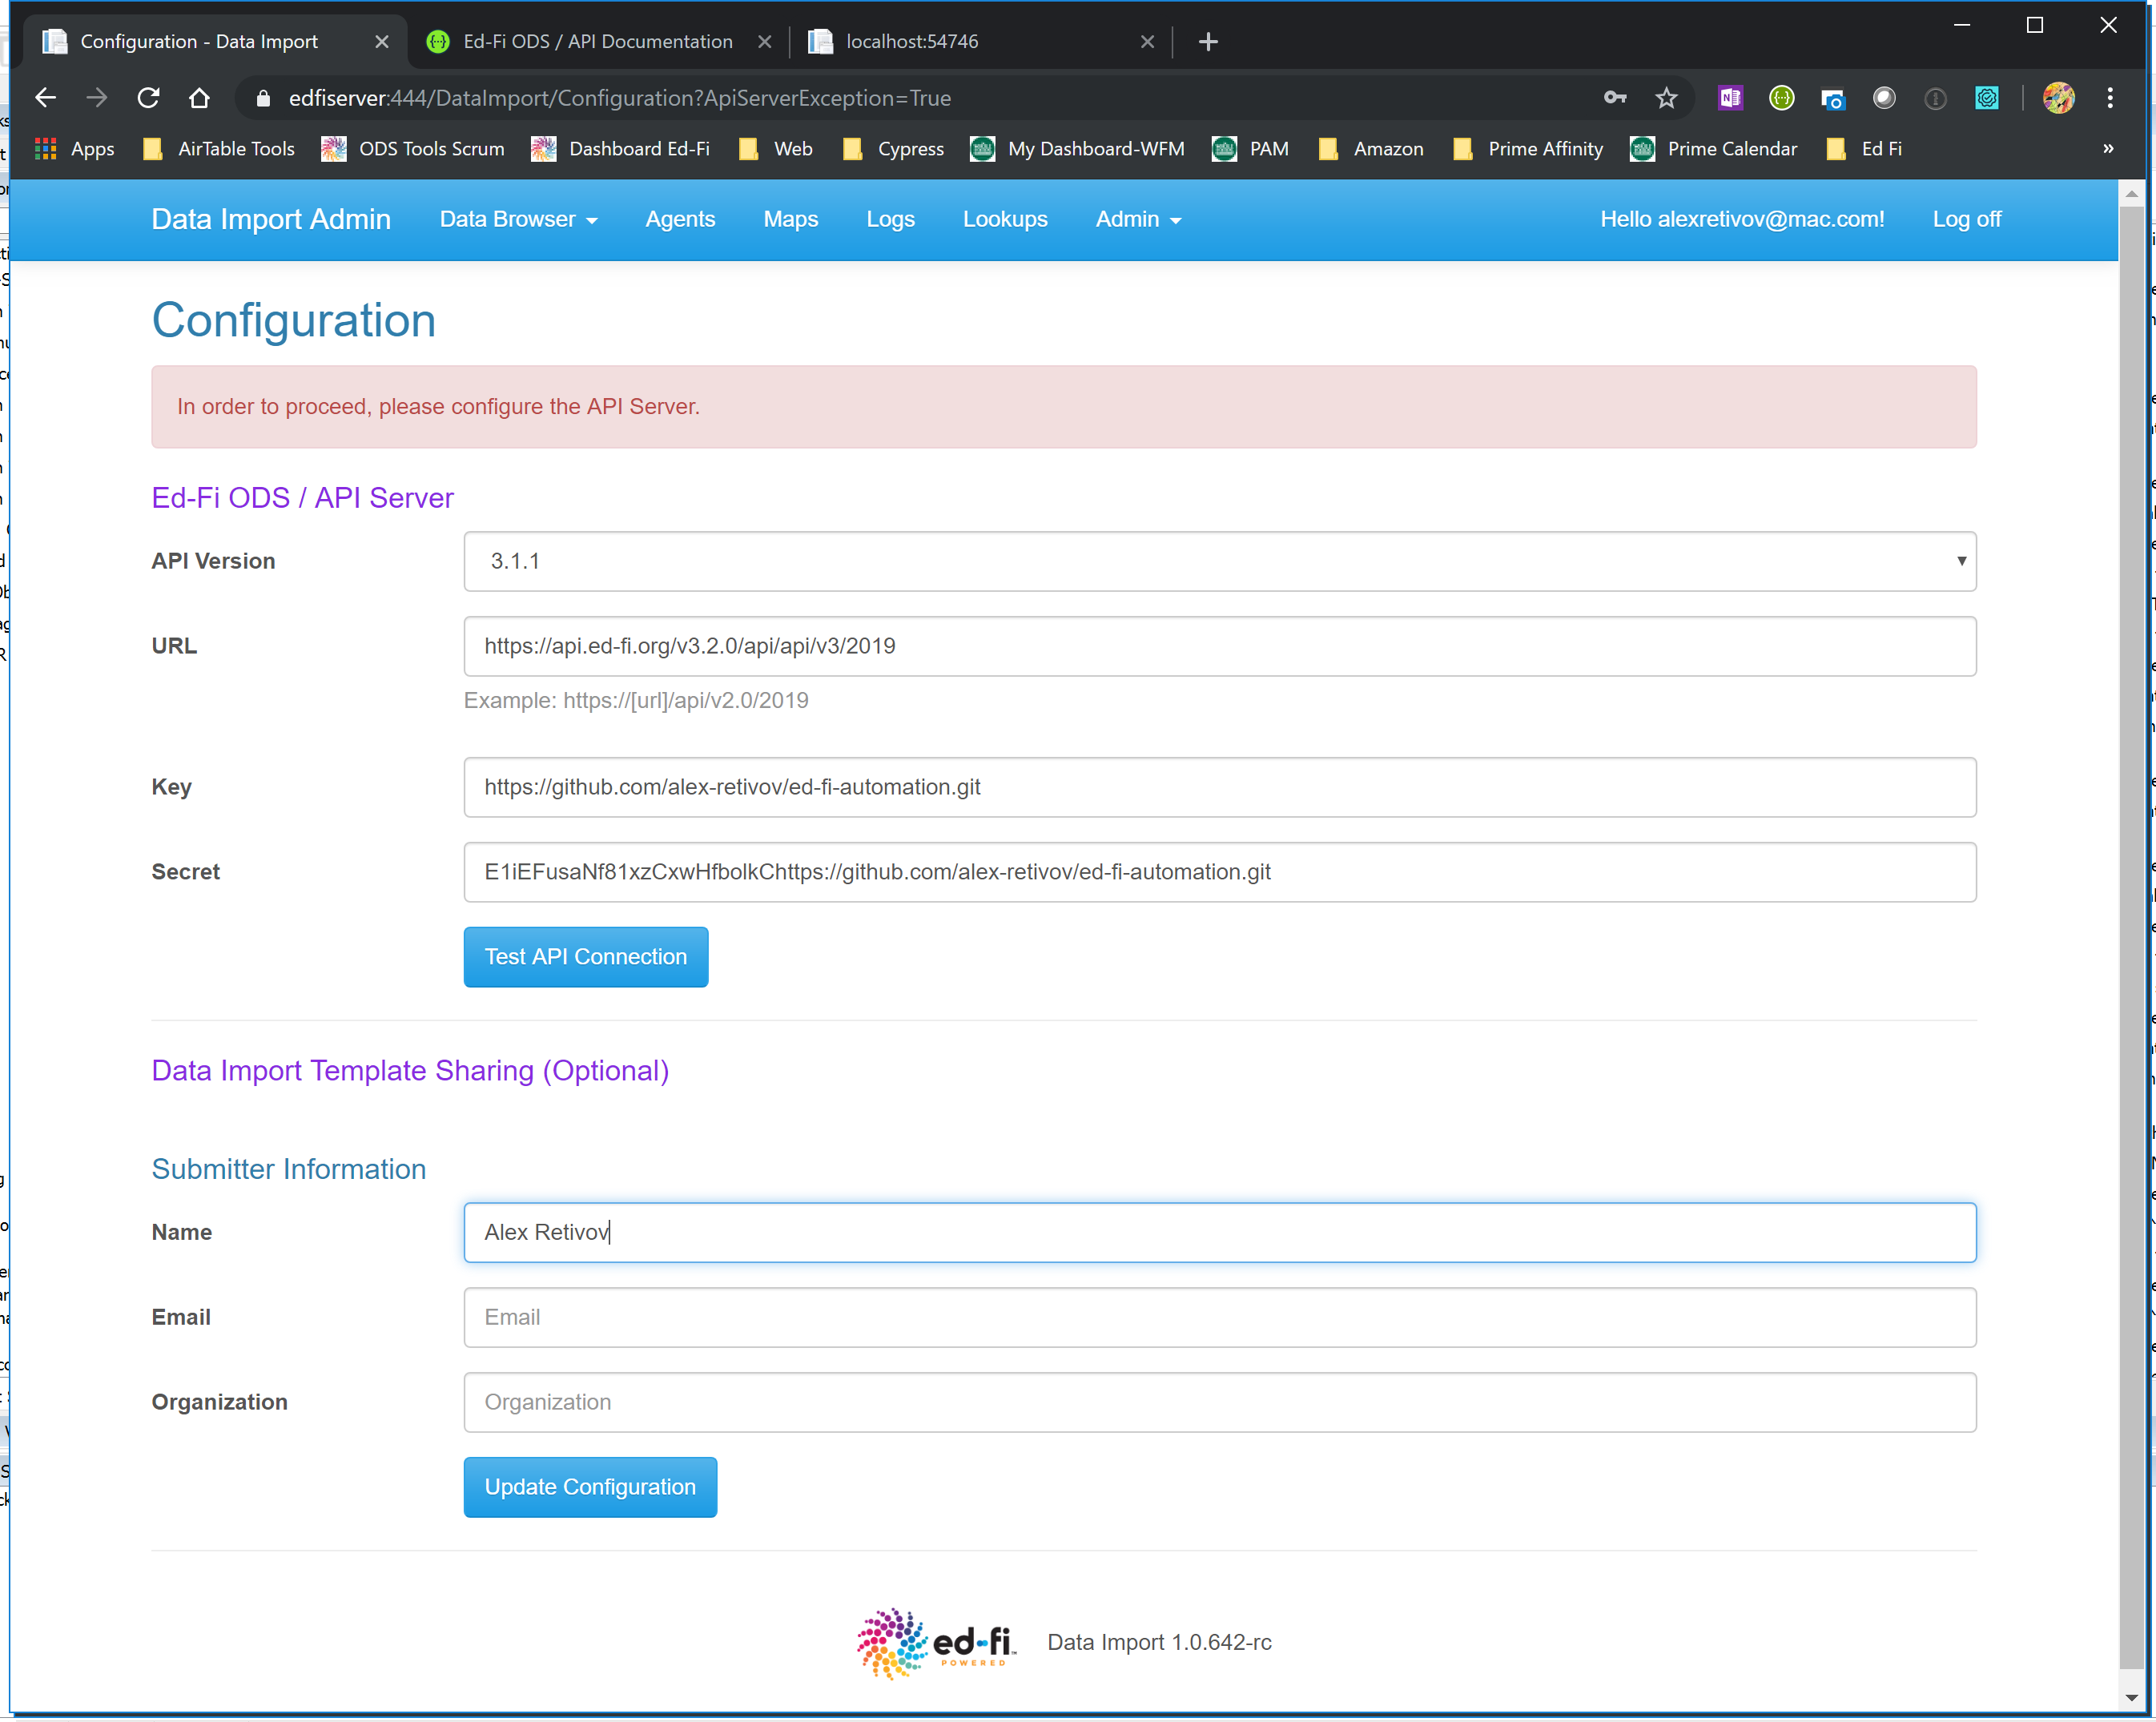 Configuration - Data Import
Ed-Fi ODS / API Documentation
localhost:54746
edfiserver:444/DataImport/Configuration?ApiServerException=True
Apps AirTable Tools ODS Tools Scrum Dashboard Ed-Fi Web Cypress My Dashboard-WFM PAM Amazon Prime Affinity Prime Calendar Ed Fi »
Data Import Admin Data Browser Agents Maps Logs Lookups Admin Hello alexretivov@mac.com! Log off
Configuration
In order to proceed, please configure the API Server.
Ed-Fi ODS / API Server
API Version 3.1.1
URL https://api.ed-fi.org/v3.2.0/api/api/v3/2019
Example: https://[url]/api/v2.0/2019
Key https://github.com/alex-retivov/ed-fi-automation.git
Secret E1iEFusaNf81xzCxwHfbolkChttps://github.com/alex-retivov/ed-fi-automation.git
Test API Connection
Data Import Template Sharing (Optional)
Submitter Information
Name Alex Retivov
Email Email
Organization Organization
Update Configuration
ed-fi™ Data Import 1.0.642-rc
POWERED